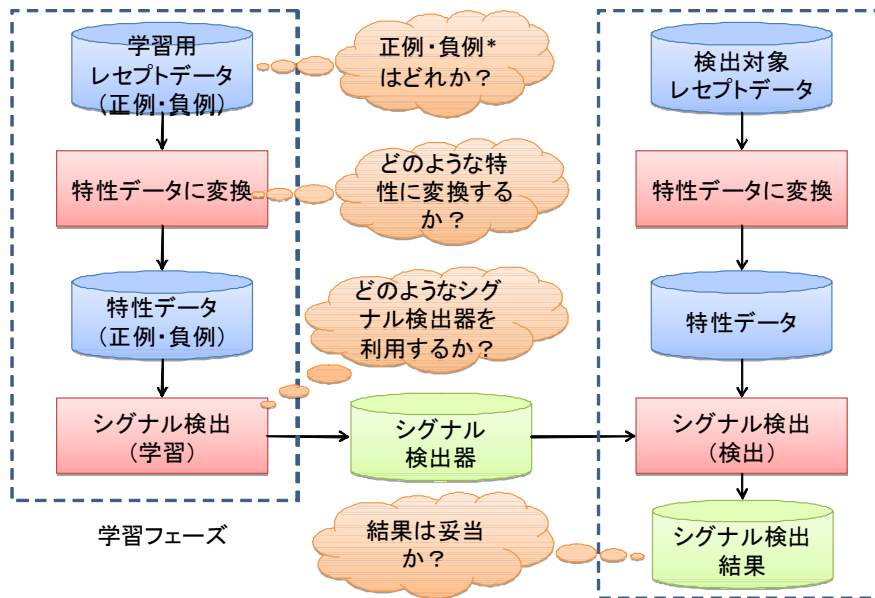 学習用
レセプトデータ
(正例・負例)
正例・負例*
はどれか?
検出対象
レセプトデータ
特性データに変換
どのような特
性に変換する
か?
特性データに変換
特性データ
(正例・負例)
どのようなシグ
ナル検出器を
利用するか?
特性データ
シグナル検出
(学習)
シグナル
検出器
シグナル検出
(検出)
学習フェーズ
結果は妥当
か?
シグナル検出
結果